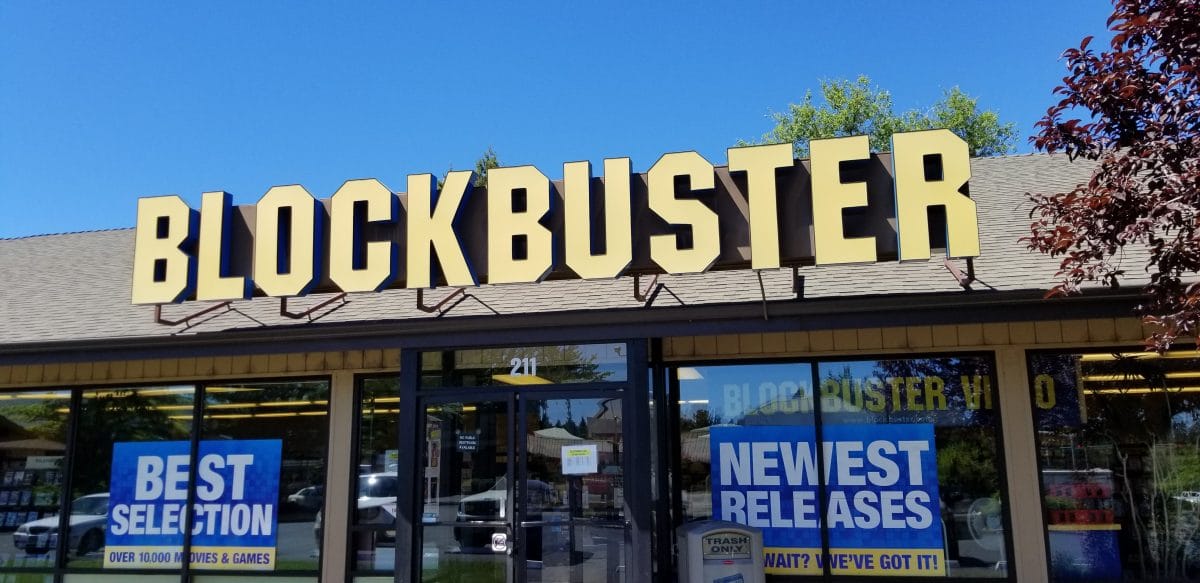 BLOCKBUSTER
211
BLOCKBUSTER VIDEO
BEST
SELECTION
OVER 10,000 MOVIES & GAMES
NEWEST
RELEASES
WAIT? WE'VE GOT IT!
TRASH
ONLY